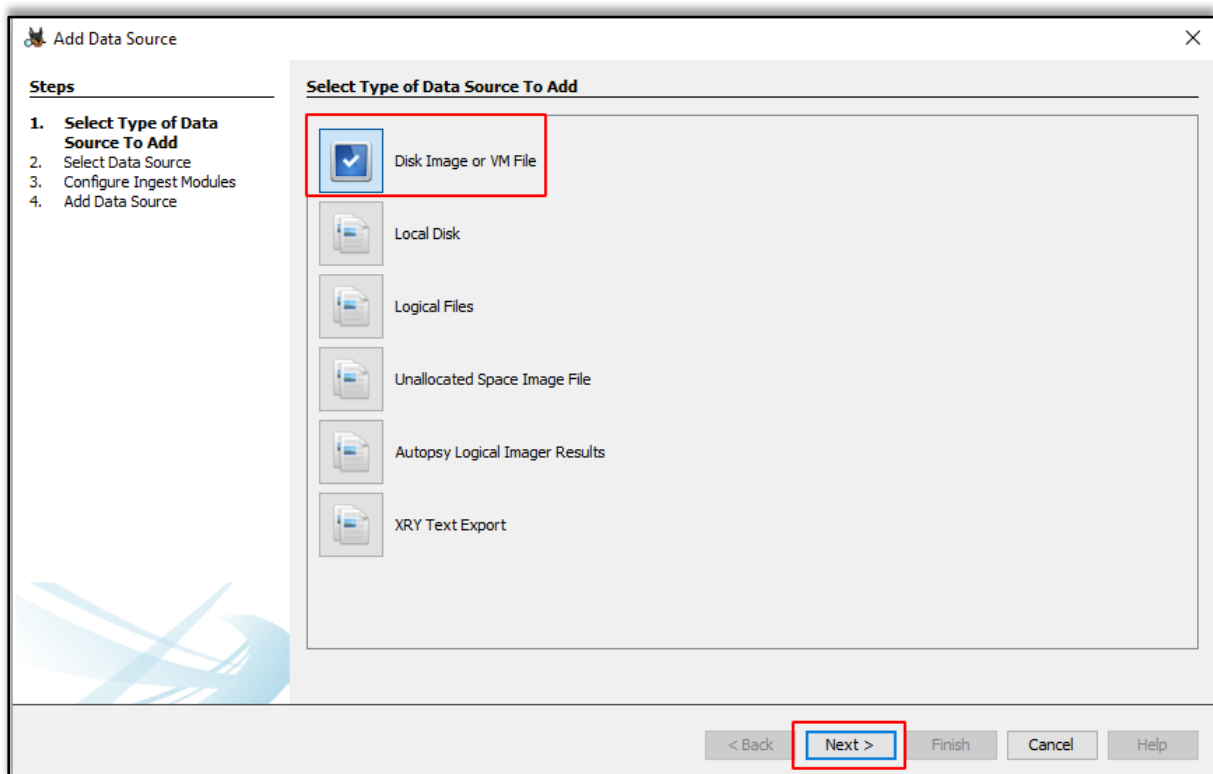 Add Data Source
Steps
1. Select Type of Data
Source To Add
2. Select Data Source
3. Configure Ingest Modules
4. Add Data Source
Select Type of Data Source To Add
Disk Image or VM File
Local Disk
Logical Files
Unallocated Space Image File
Autopsy Logical Imager Results
XRY Text Export
< Back Next > Finish Cancel Help